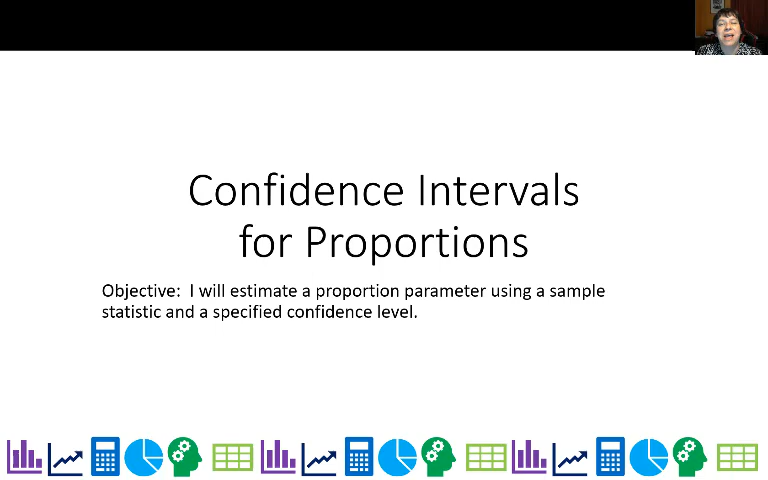 Confidence Intervals
for Proportions
Objective:  I will estimate a proportion parameter using a sample
statistic and a specified confidence level.